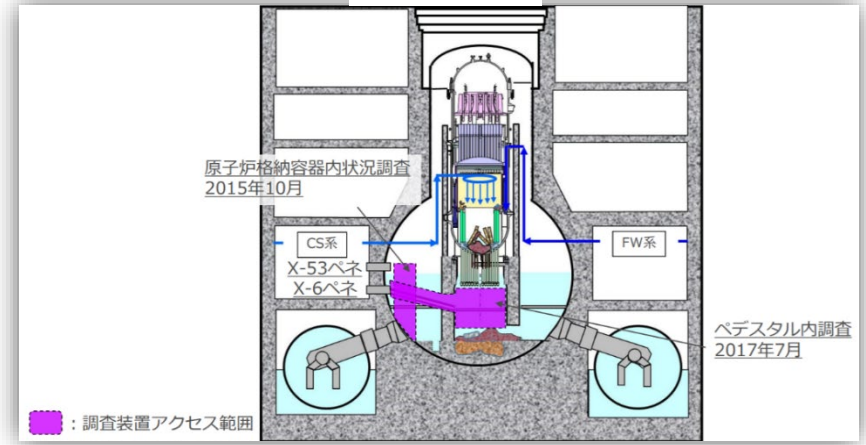 原子炉格納容器内状況調査
2015年10月
CS系
FW系
X-53ペネ
X-6ペネ
ペデスタル内調査
2017年7月
：調査装置アクセス範囲